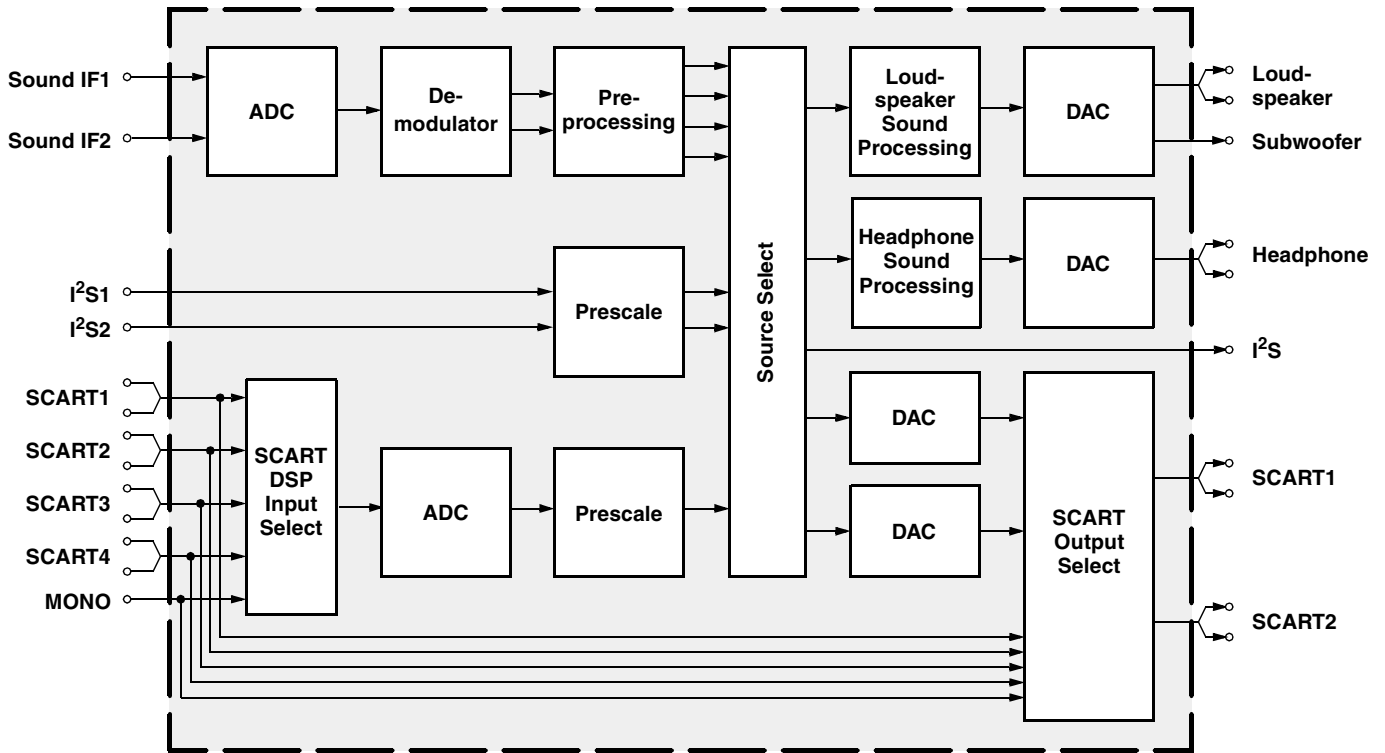 Sound IF1
Sound IF2
ADC
De-
modulator
Pre-
processing
Loud-
speaker
Sound
Processing
DAC
Loud-
speaker
Subwoofer
Headphone
Sound
Processing
DAC
Headphone
I²S1
I²S2
Prescale
Source Select
I²S
SCART1
SCART2
SCART3
SCART4
MONO
SCART
DSP
Input
Select
ADC
Prescale
DAC
DAC
SCART
Output
Select
SCART1
SCART2